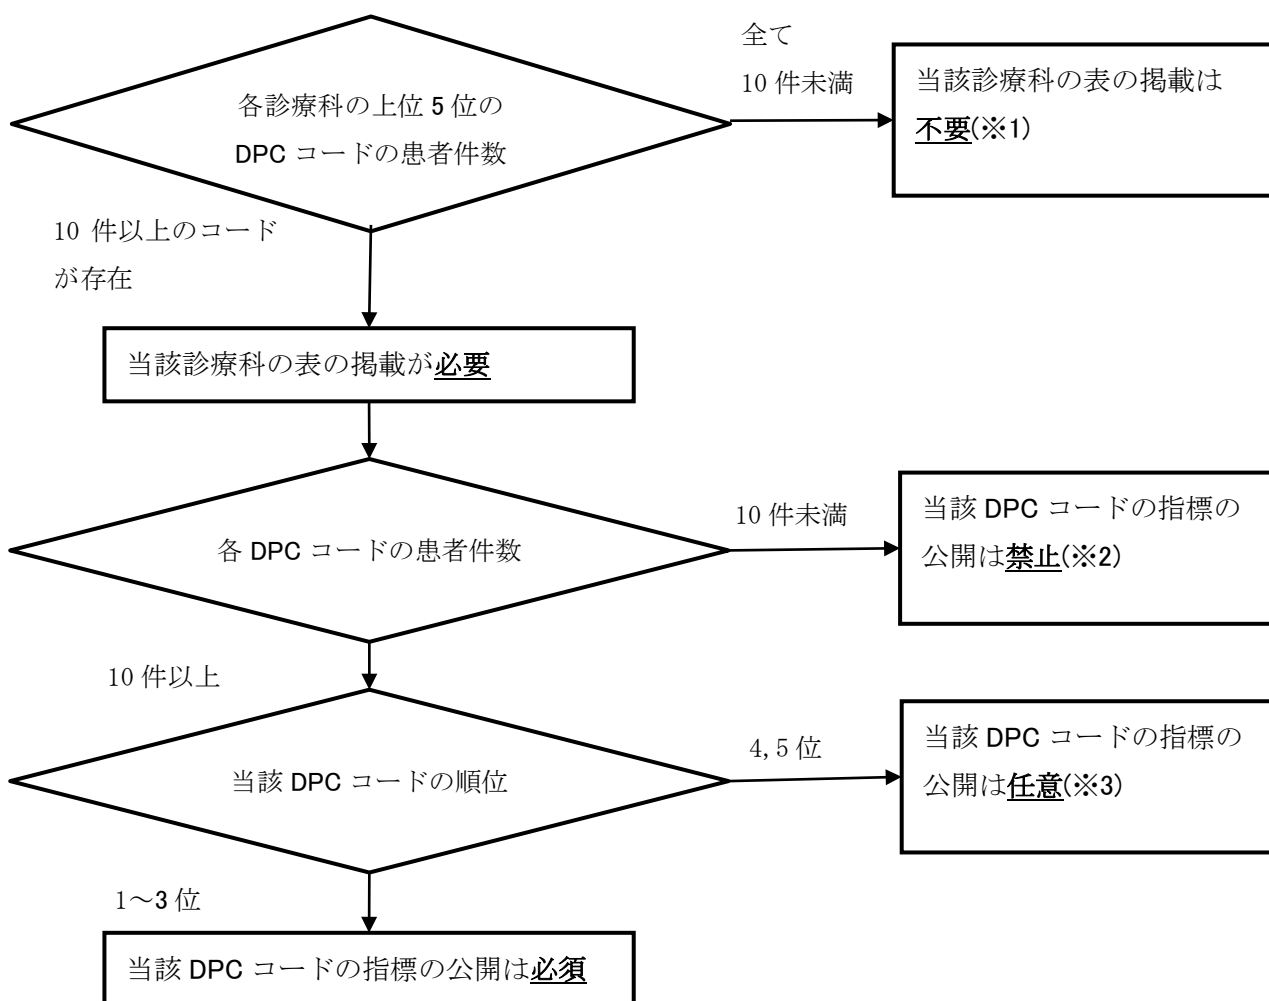 各診療科の上位 5 位の
DPC コードの患者件数
全て
10 件未満
当該診療科の表の掲載は
不要(※1)
10 件以上のコード
が存在
当該診療科の表の掲載が必要
各 DPC コードの患者件数
10 件未満
当該 DPC コードの指標の
公開は禁止(※2)
10 件以上
当該 DPC コードの順位
4,5 位
当該 DPC コードの指標の
公開は任意(※3)
1～3 位
当該 DPC コードの指標の公開は必須